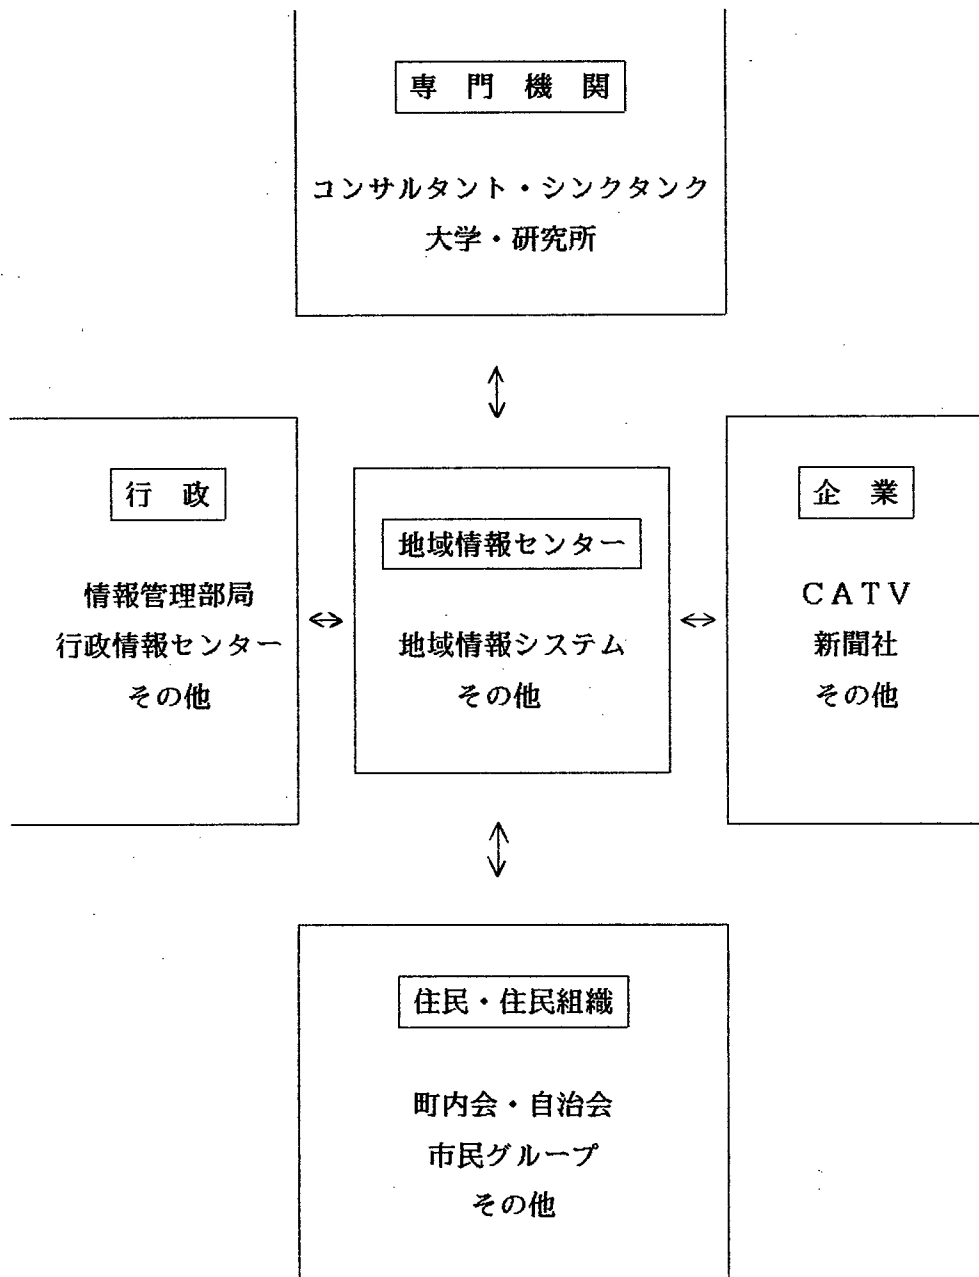 専門機関
コンサルタント・シンクタンク
大学・研究所
行政
情報管理部局
行政情報センター
その他
地域情報センター
地域情報システム
その他
企業
CATV
新聞社
その他
住民・住民組織
町内会・自治会
市民グループ
その他